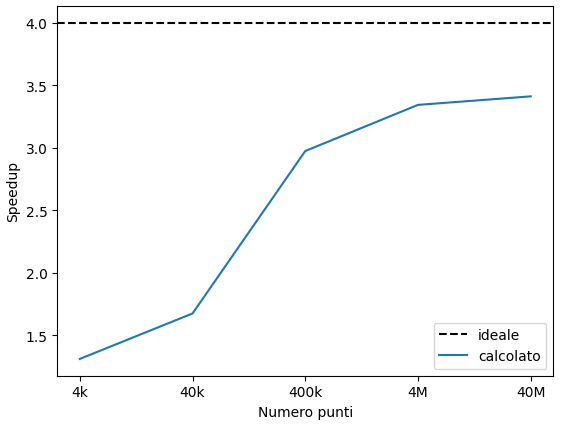 4.0
3.5
3.0
2.5
2.0
1.5
Speedup
4k 40k 400k 4M 40M
Numero punti
ideale
calcolato